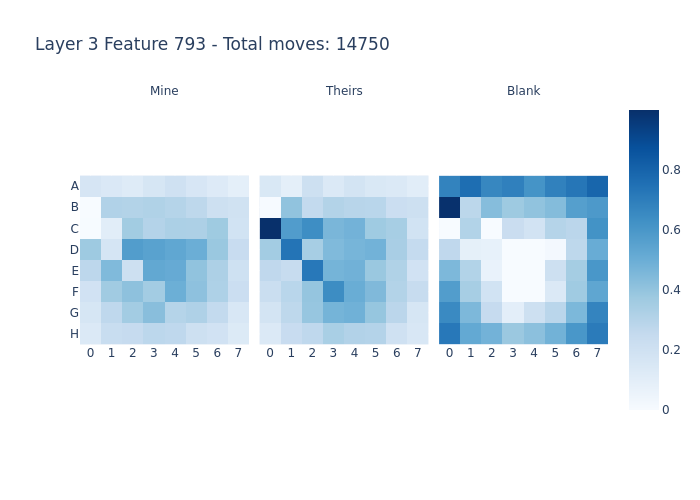 Layer 3 Feature 793 - Total moves: 14750
Mine
Theirs
Blank
A
B
C
D
E
F
G
H
0 1 2 3 4 5 6 7
0 1 2 3 4 5 6 7
0 1 2 3 4 5 6 7
0.8
0.6
0.4
0.2
0